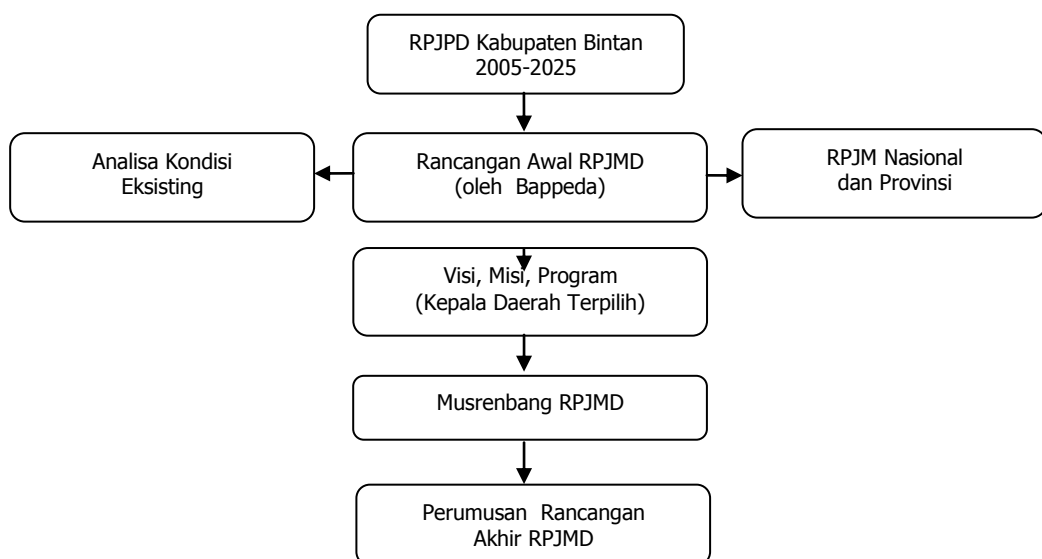 RPJPD Kabupaten Bintan
2005-2025
Analisa Kondisi
Eksisting
Rancangan Awal RPJMD
(oleh Bappeda)
RPJM Nasional
dan Provinsi
Visi, Misi, Program
(Kepala Daerah Terpilih)
Musrenbang RPJMD
Perumusan Rancangan
Akhir RPJMD